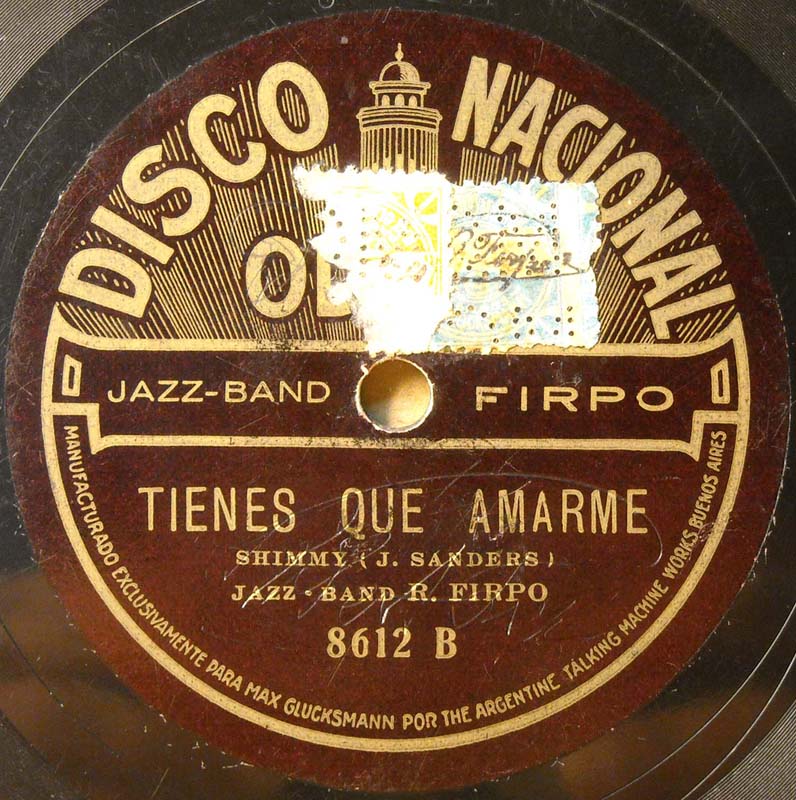 DISCO NACIONAL
JAZZ-BAND FIRPO
TIENES QUE AMARME
SHIMMY ( J. SANDERS )
JAZZ-BAND R. FIRPO
8612 B
MANUFACTURADO EXCLUSIVAMENTE PARA MAX GLUCKSMANN POR THE ARGENTINE TALKING MACHINE WORKS, BUENOS AIRES